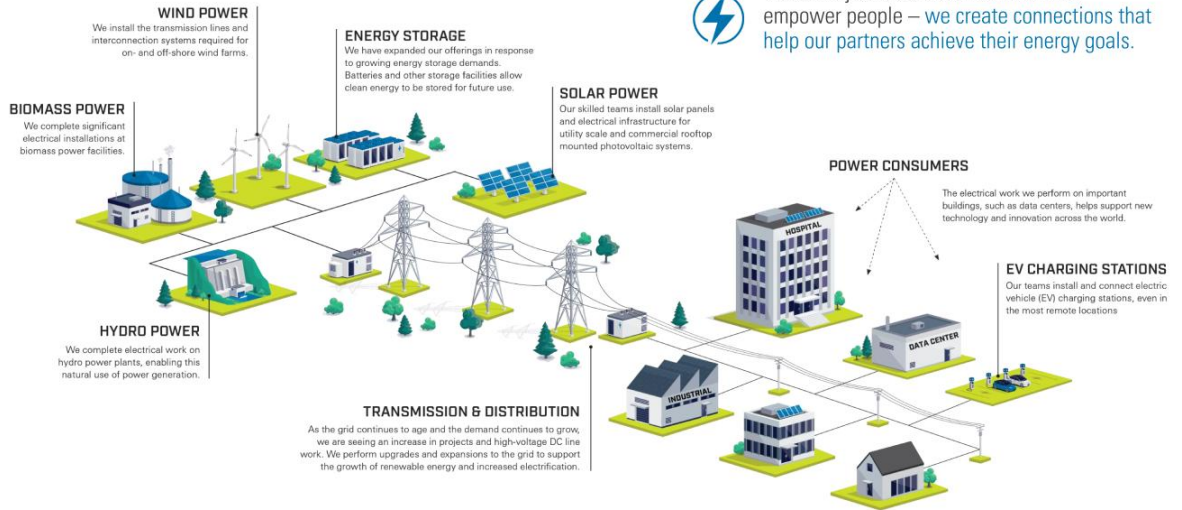 empower people – we create connections that
help our partners achieve their energy goals.
WIND POWER
We install the transmission lines and
interconnection systems required for
on- and off-shore wind farms.
ENERGY STORAGE
We have expanded our offerings in response
to growing energy storage demands.
Batteries and other storage facilities allow
clean energy to be stored for future use.
SOLAR POWER
Our skilled teams install solar panels
and electrical infrastructure for
utility scale and commercial rooftop
mounted photovoltaic systems.
BIOMASS POWER
We complete significant
electrical installations at
biomass power facilities.
POWER CONSUMERS
The electrical work we perform on important
buildings, such as data centers, helps support new
technology and innovation across the world.
HOSPITAL
EV CHARGING STATIONS
Our teams install and connect electric
vehicle (EV) charging stations, even in
the most remote locations
DATA CENTER
HYDRO POWER
We complete electrical work on
hydro power plants, enabling this
natural use of power generation.
INDUSTRIAL
TRANSMISSION & DISTRIBUTION
As the grid continues to age and the demand continues to grow,
we are seeing an increase in projects and high-voltage DC line
work. We perform upgrades and expansions to the grid to support
the growth of renewable energy and increased electrification.